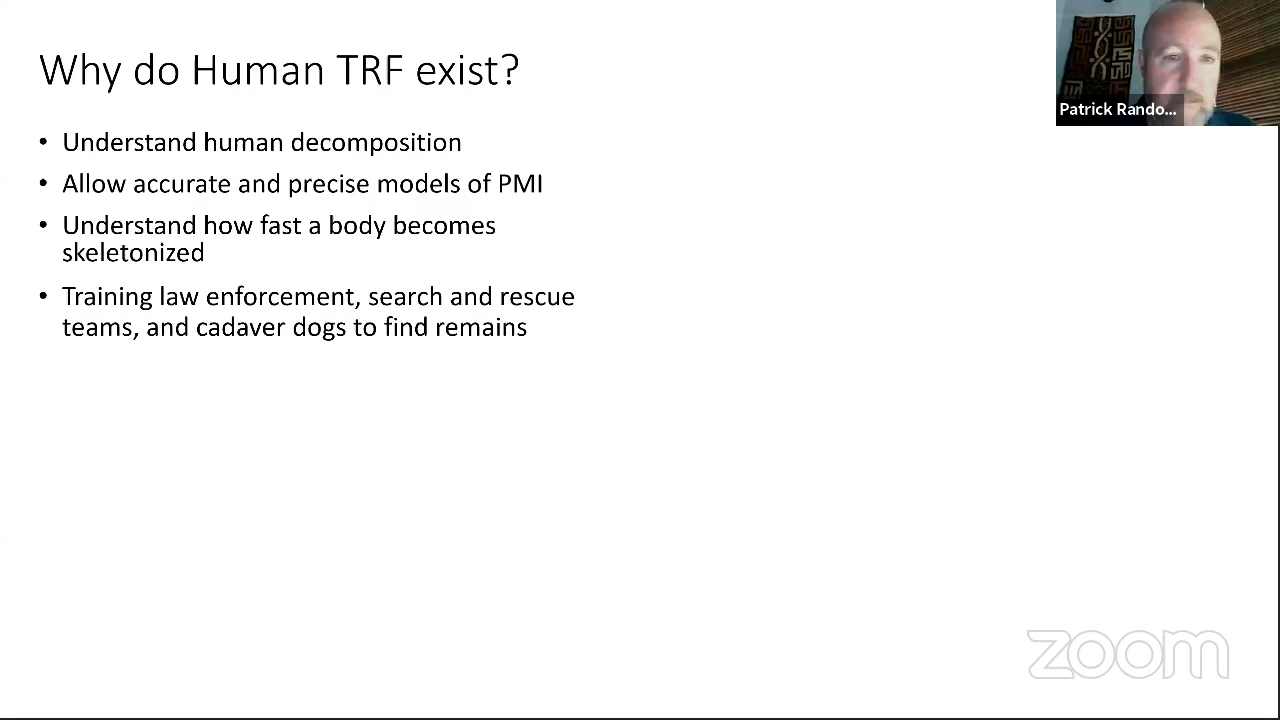 Why do Human TRF exist?
• Understand human decomposition
• Allow accurate and precise models of PMI
• Understand how fast a body becomes
skeletonized
• Training law enforcement, search and rescue
teams, and cadaver dogs to find remains
Patrick Rando...
zoom